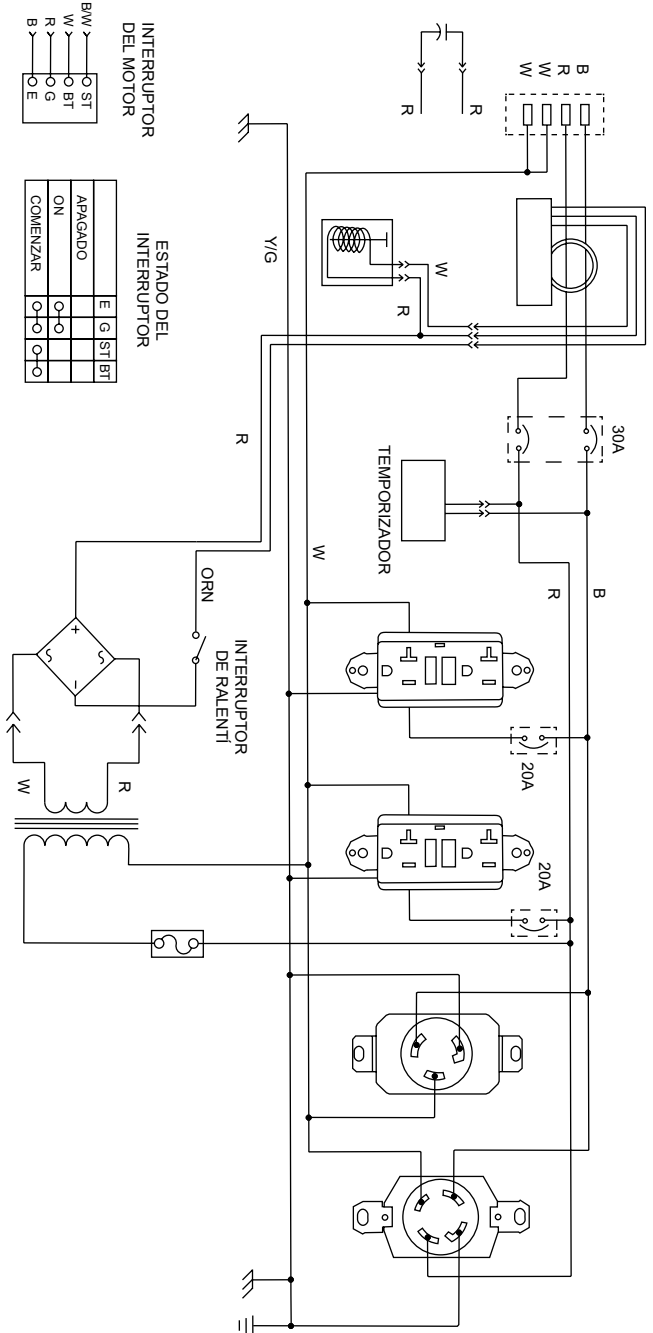 B
R
W
W
R
R
30A
W
R
TEMPORIZADOR
B
R
W
Y/G
R
20A
20A
ORN
INTERRUPTOR
DE RALENTÍ
+
-
R
W
INTERRUPTOR
DEL MOTOR
B/W
W
R
B
ST
BT
G
E
ESTADO DEL
INTERRUPTOR
E G ST BT
APAGADO
ON
COMENZAR